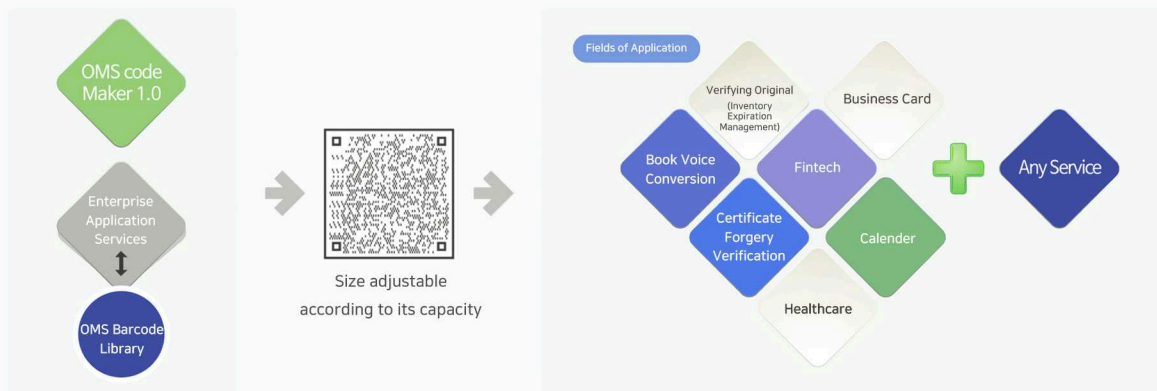 OMS code
Maker 1.0
Enterprise
Application
Services
OMS Barcode
Library
Size adjustable
according to its capacity
Fields of Application
Verifying Original
(Inventory
Expiration
Management)
Business Card
Book Voice
Conversion
Fintech
Any Service
Certificate
Forgery
Verification
Calender
Healthcare